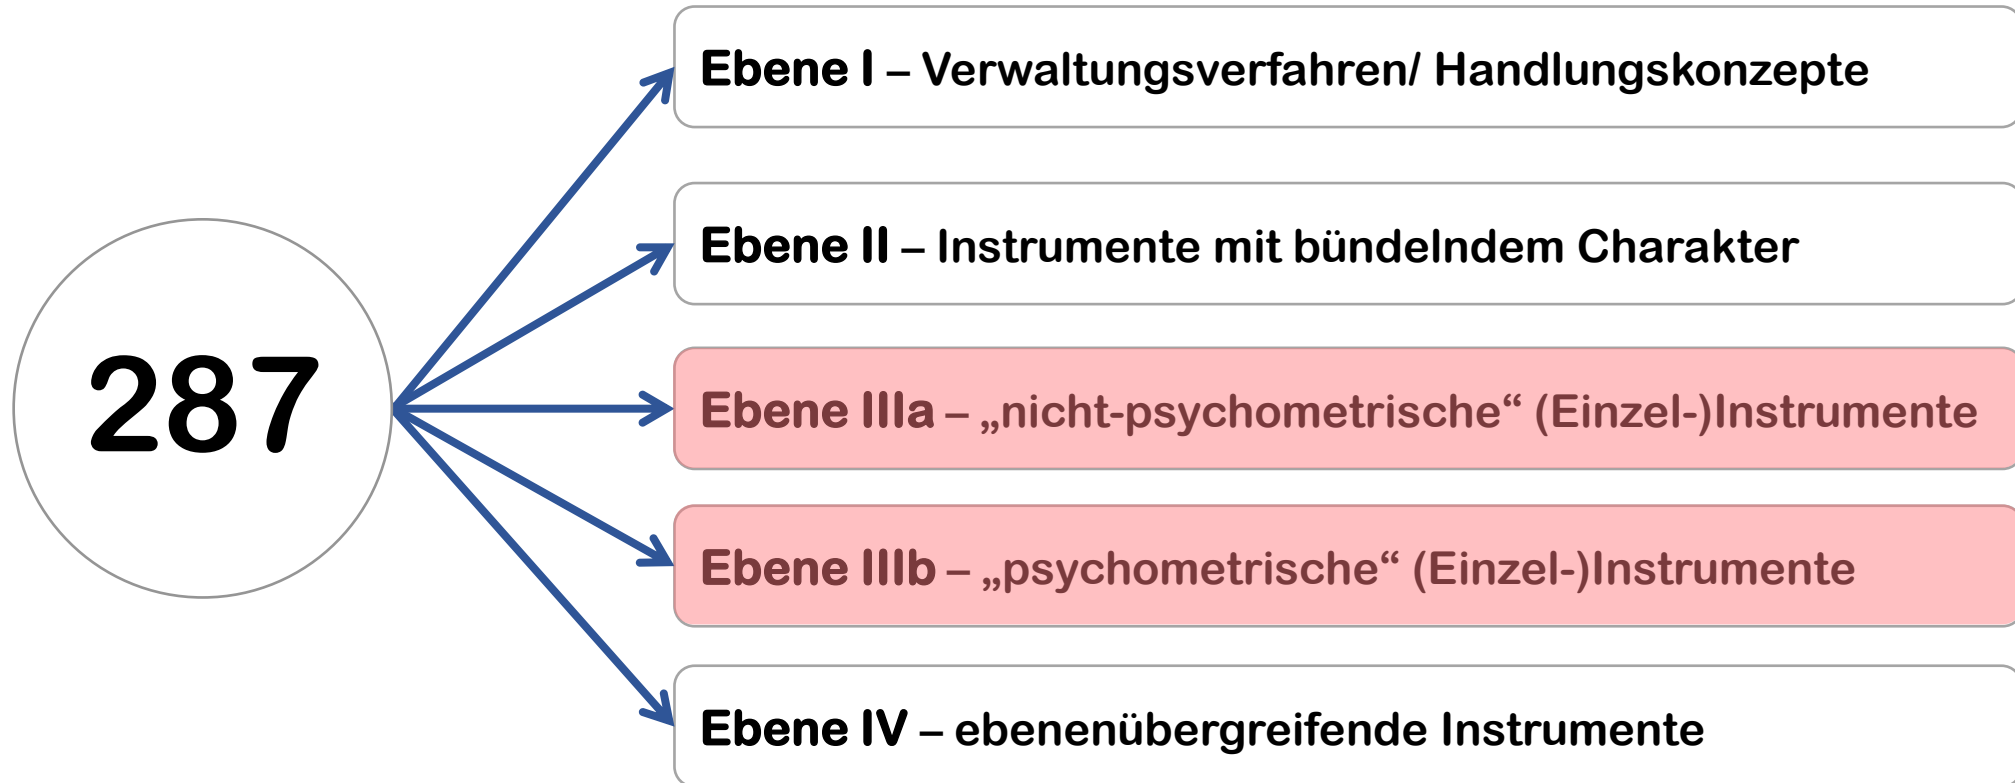 287
Ebene I – Verwaltungsverfahren/ Handlungskonzepte
Ebene II – Instrumente mit bündelndem Charakter
Ebene IIIa – „nicht-psychometrische“ (Einzel-)Instrumente
Ebene IIIb – „psychometrische“ (Einzel-)Instrumente
Ebene IV – ebenenübergreifende Instrumente